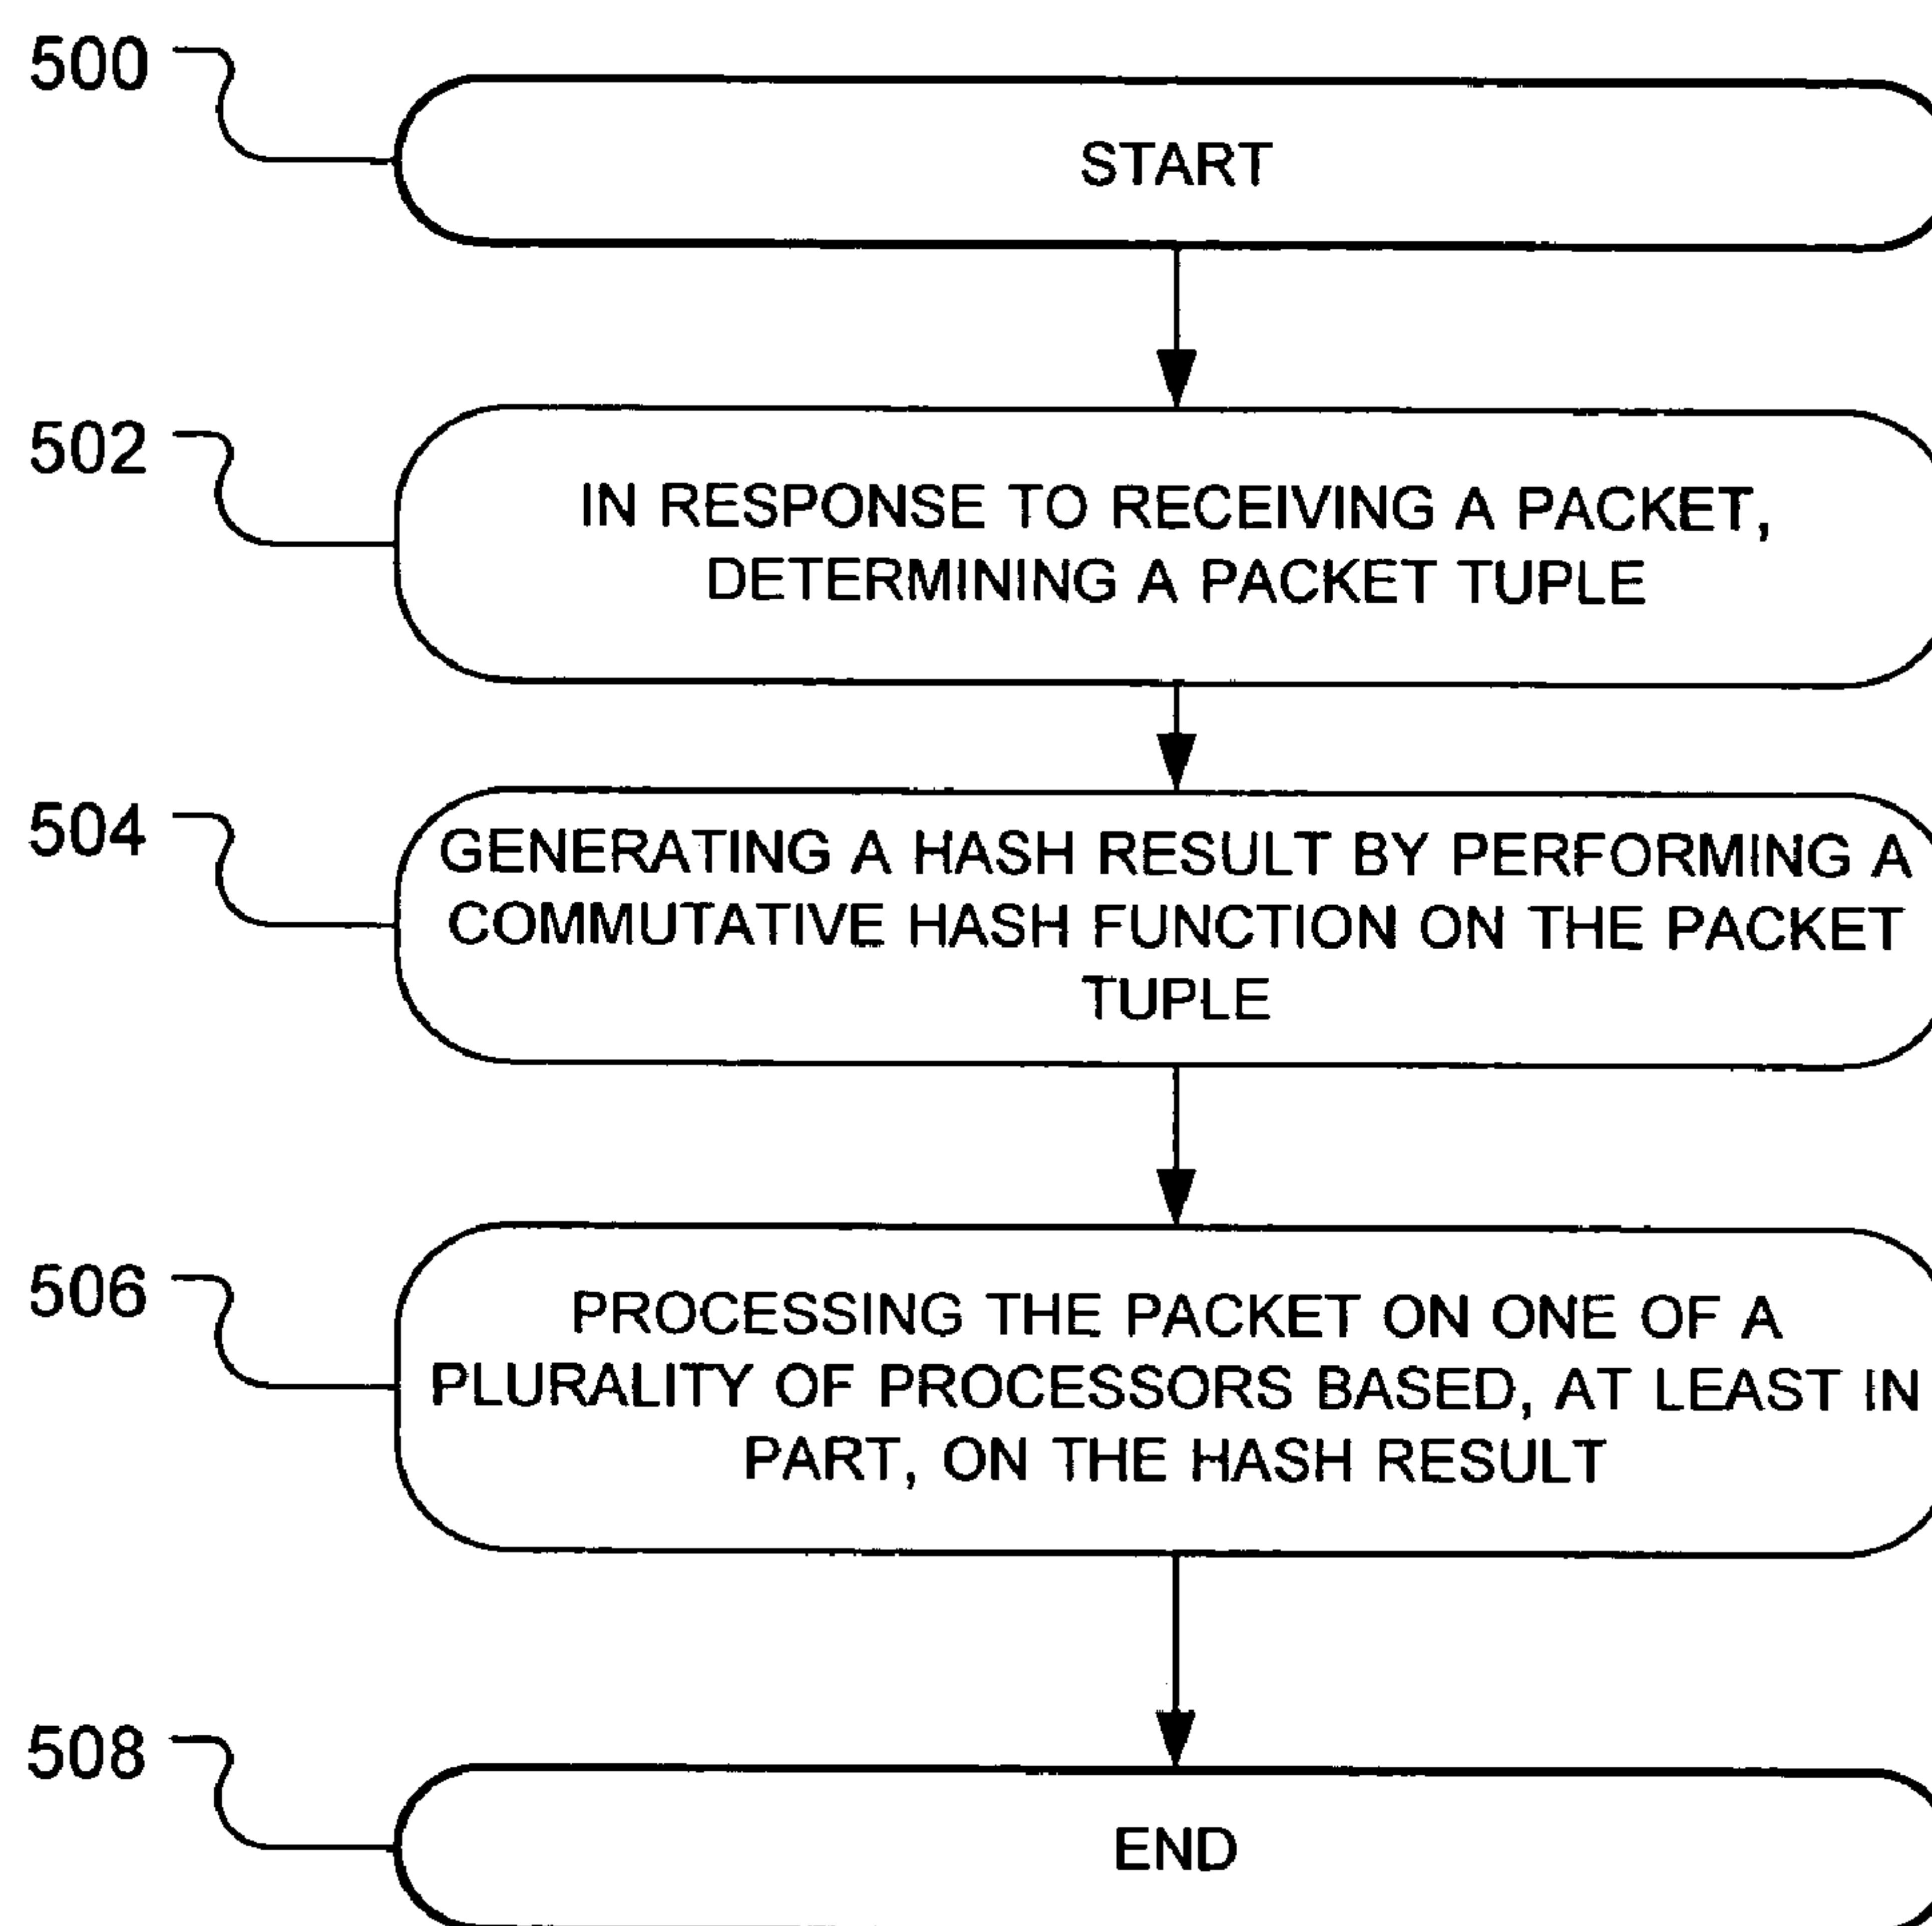 500
START
502
IN RESPONSE TO RECEIVING A PACKET,
DETERMINING A PACKET TUPLE
504
GENERATING A HASH RESULT BY PERFORMING A
COMMUTATIVE HASH FUNCTION ON THE PACKET
TUPLE
506
PROCESSING THE PACKET ON ONE OF A
PLURALITY OF PROCESSORS BASED, AT LEAST IN
PART, ON THE HASH RESULT
508
END